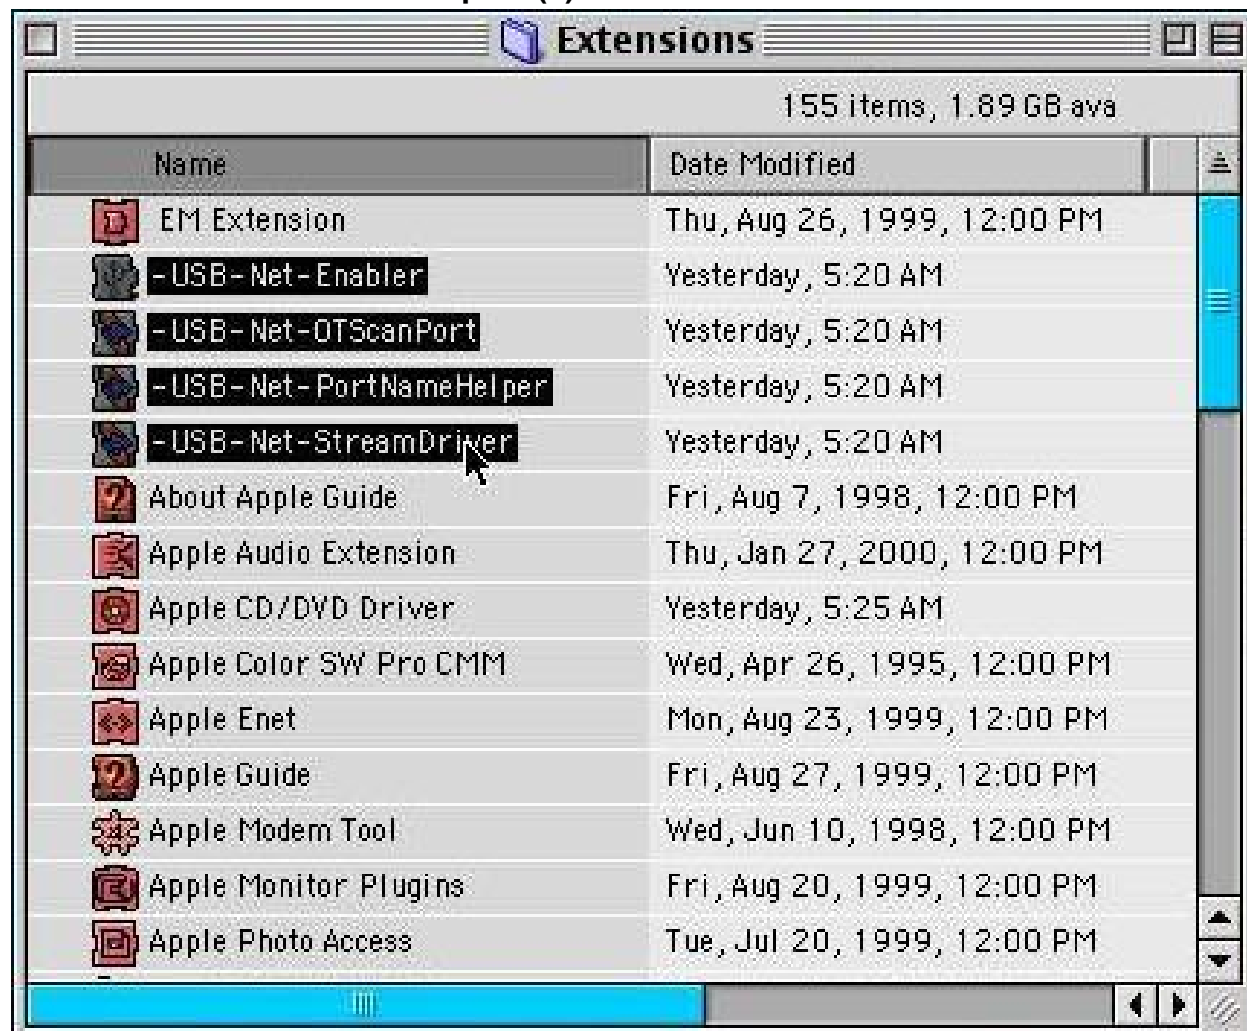 Extensions
155 items, 1.89 GB ava
Name Date Modified
EM Extension Thu, Aug 26, 1999, 12:00 PM
-USB-Net-Enabler Yesterday, 5:20 AM
-USB-Net-OTScanPort Yesterday, 5:20 AM
-USB-Net-PortNameHelper Yesterday, 5:20 AM
-USB-Net-StreamDriver Yesterday, 5:20 AM
About Apple Guide Fri, Aug 7, 1998, 12:00 PM
Apple Audio Extension Thu, Jan 27, 2000, 12:00 PM
Apple CD/DVD Driver Yesterday, 5:25 AM
Apple Color SW Pro CMM Wed, Apr 26, 1995, 12:00 PM
Apple Enet Mon, Aug 23, 1999, 12:00 PM
Apple Guide Fri, Aug 27, 1999, 12:00 PM
Apple Modem Tool Wed, Jun 10, 1998, 12:00 PM
Apple Monitor Plugins Fri, Aug 20, 1999, 12:00 PM
Apple Photo Access Tue, Jul 20, 1999, 12:00 PM